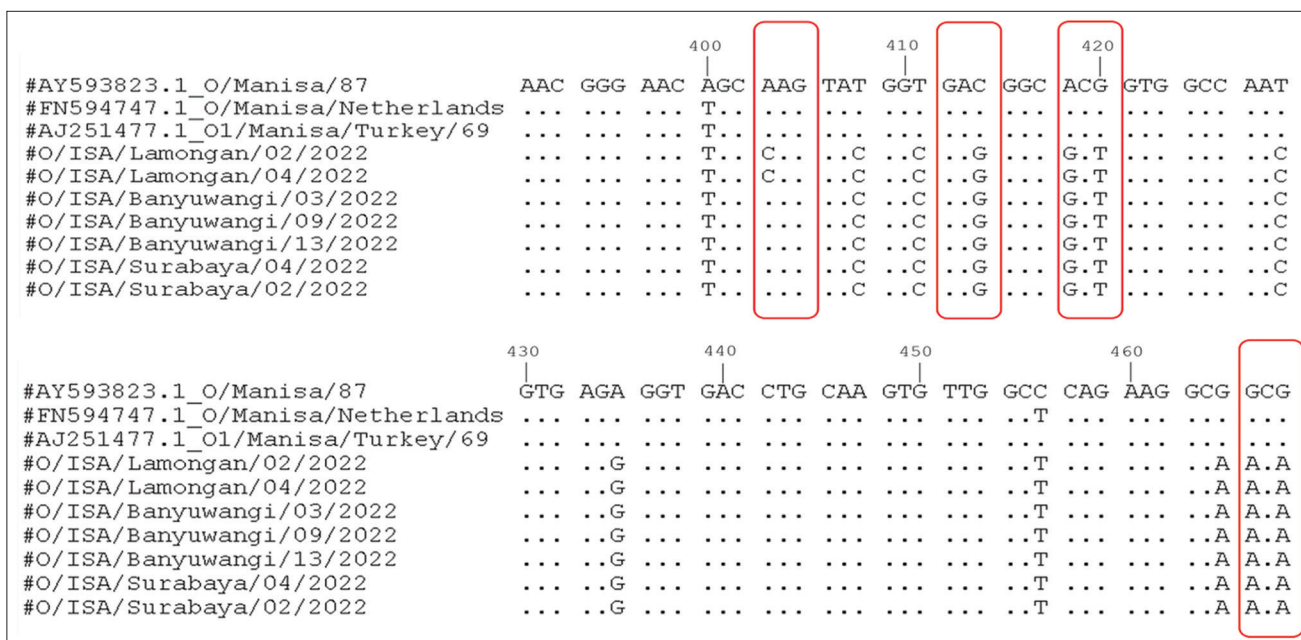 400 410 420
#AY593823.1_O/Manisa/87 AAC GGG AAC AGC AAG TAT GGT GAC GGC ACG GTG GCC AAT
#FN594747.1_O/Manisa/Netherlands ... ... ... T.. ... ... ... ... ... ... ... ... ...
#AJ251477.1_O1/Manisa/Turkey/69 ... ... ... T.. ... ... ... ... ... ... ... ... ...
#O/ISA/Lamongan/02/2022 ... ... ... T.. C.. ..C ..C ..G ... G.T ... ... ..C
#O/ISA/Lamongan/04/2022 ... ... ... T.. C.. ..C ..C ..G ... G.T ... ... ..C
#O/ISA/Banyuwangi/03/2022 ... ... ... T.. ... ..C ..C ..G ... G.T ... ... ..C
#O/ISA/Banyuwangi/09/2022 ... ... ... T.. ... ..C ..C ..G ... G.T ... ... ..C
#O/ISA/Banyuwangi/13/2022 ... ... ... T.. ... ..C ..C ..G ... G.T ... ... ..C
#O/ISA/Surabaya/04/2022 ... ... ... T.. ... ..C ..C ..G ... G.T ... ... ..C
#O/ISA/Surabaya/02/2022 ... ... ... T.. ... ..C ..C ..G ... G.T ... ... ..C
430 440 450 460
#AY593823.1_O/Manisa/87 GTG AGA GGT GAC CTG CAA GTG TTG GCC CAG AAG GCG GCG
#FN594747.1_O/Manisa/Netherlands ... ... ... ... ... ... ... ... ..T ... ... ... ...
#AJ251477.1_O1/Manisa/Turkey/69 ... ... ... ... ... ... ... ... ... ... ... ... ...
#O/ISA/Lamongan/02/2022 ... ..G ... ... ... ... ... ... ..T ... ... ..A A.A
#O/ISA/Lamongan/04/2022 ... ..G ... ... ... ... ... ... ..T ... ... ..A A.A
#O/ISA/Banyuwangi/03/2022 ... ..G ... ... ... ... ... ... ..T ... ... ..A A.A
#O/ISA/Banyuwangi/09/2022 ... ..G ... ... ... ... ... ... ..T ... ... ..A A.A
#O/ISA/Banyuwangi/13/2022 ... ..G ... ... ... ... ... ... ..T ... ... ..A A.A
#O/ISA/Surabaya/04/2022 ... ..G ... ... ... ... ... ... ..T ... ... ..A A.A
#O/ISA/Surabaya/02/2022 ... ..G ... ... ... ... ... ... ..T ... ... ..A A.A